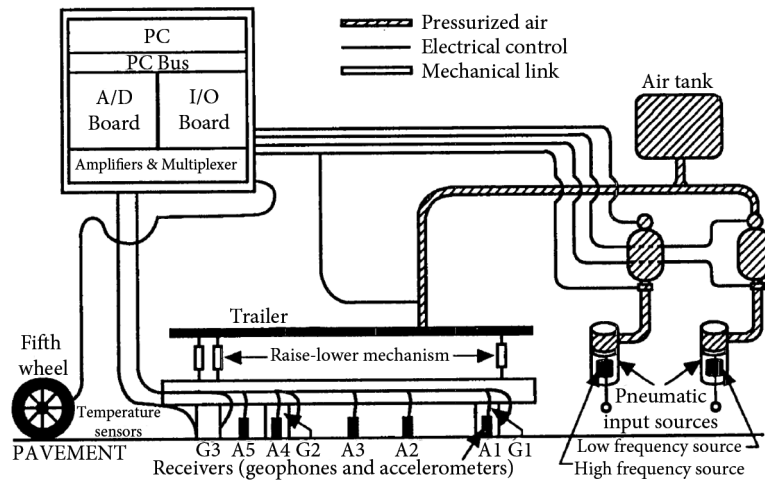 PC
PC Bus
A/D
Board
I/O
Board
Amplifiers & Multiplexer
Pressurized air
Electrical control
Mechanical link
Air tank
Trailer
Raise-lower mechanism
Fifth
wheel
Temperature
sensors
Pneumatic
input sources
Low frequency source
High frequency source
PAVEMENT
G3 A5 A4 G2 A3 A2 A1 G1
Receivers (geophones and accelerometers)